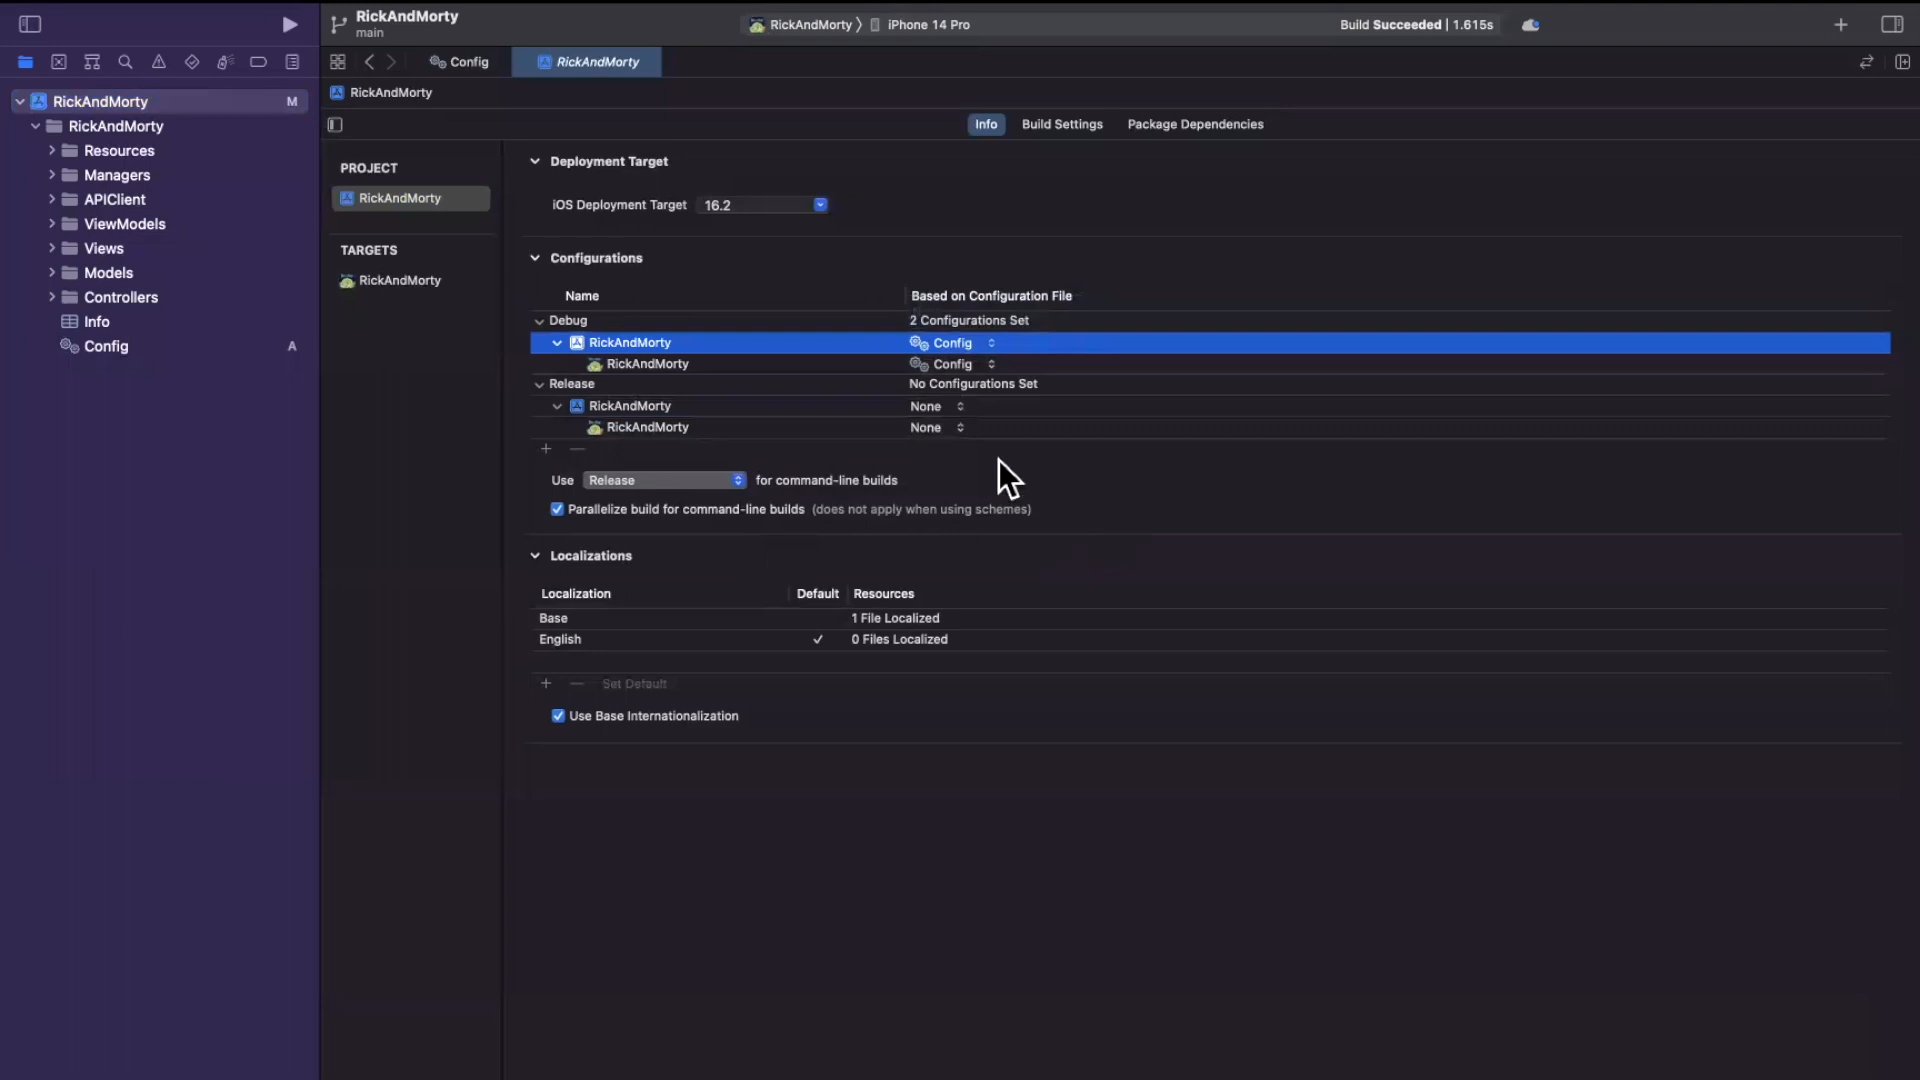 RickAndMorty
main
RickAndMorty
iPhone 14 Pro
Build Succeeded | 1.615s
Config
RickAndMorty
RickAndMorty
M
RickAndMorty
Resources
Managers
APIClient
ViewModels
Views
Models
Controllers
Info
Config
A
RickAndMorty
Info
Build Settings
Package Dependencies
PROJECT
RickAndMorty
TARGETS
RickAndMorty
Deployment Target
iOS Deployment Target 16.2
Configurations
Name Based on Configuration File
Debug 2 Configurations Set
RickAndMorty Config
RickAndMorty Config
Release No Configurations Set
RickAndMorty None
RickAndMorty None
Use Release for command-line builds
Parallelize build for command-line builds (does not apply when using schemes)
Localizations
Localization Default Resources
Base 1 File Localized
English 0 Files Localized
Set Default
Use Base Internationalization